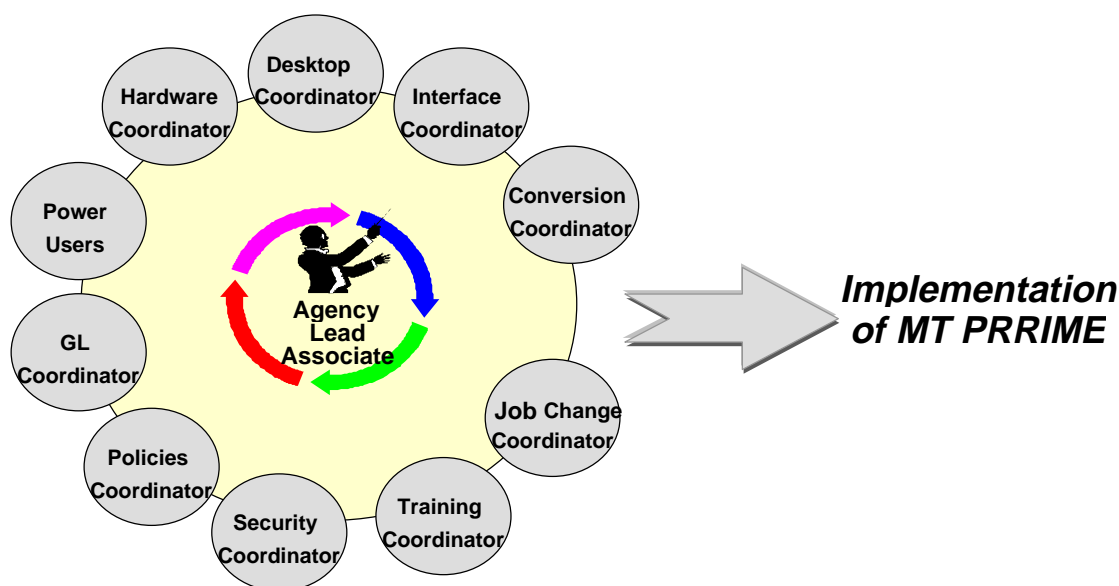 Desktop
Coordinator
Interface
Coordinator
Hardware
Coordinator
Conversion
Coordinator
Power
Users
Agency
Lead
Associate
Implementation
of MT PRRIME
GL
Coordinator
Job Change
Coordinator
Policies
Coordinator
Training
Coordinator
Security
Coordinator